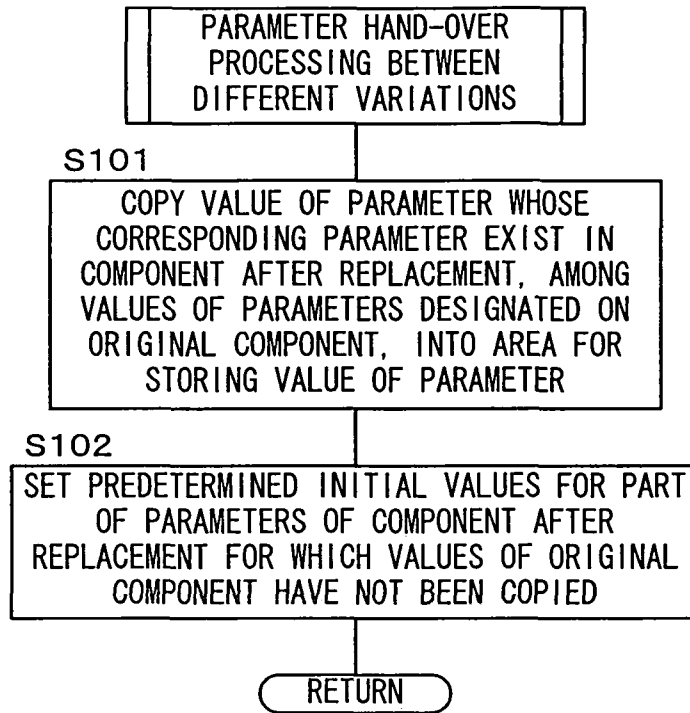 PARAMETER HAND-OVER
PROCESSING BETWEEN
DIFFERENT VARIATIONS
S101
COPY VALUE OF PARAMETER WHOSE
CORRESPONDING PARAMETER EXIST IN
COMPONENT AFTER REPLACEMENT, AMONG
VALUES OF PARAMETERS DESIGNATED ON
ORIGINAL COMPONENT, INTO AREA FOR
STORING VALUE OF PARAMETER
S102
SET PREDETERMINED INITIAL VALUES FOR PART
OF PARAMETERS OF COMPONENT AFTER
REPLACEMENT FOR WHICH VALUES OF ORIGINAL
COMPONENT HAVE NOT BEEN COPIED
RETURN